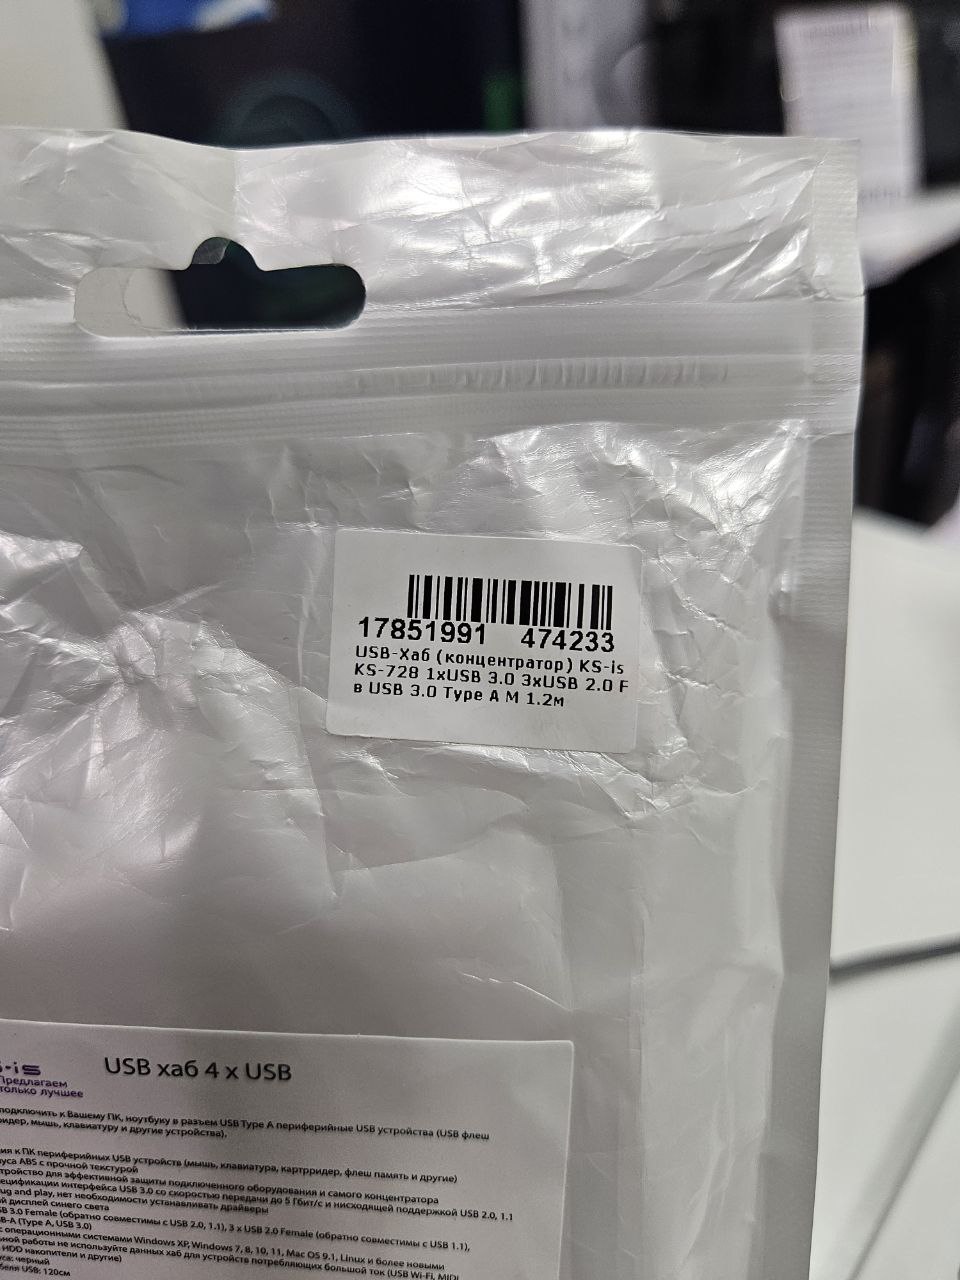 17851991 474233
USB-Хаб (концентратор) KS-is
KS-728 1xUSB 3.0 3xUSB 2.0 F
в USB 3.0 Type A M 1.2м
-is
USB хаб 4 x USB
Предлагаем
только лучшее
подключить к Вашему ПК, ноутбуку в разъем USB Type A периферийные USB устройства (USB флеш
ридер, мышь, клавиатуру и другие устройства),
ия к ПК периферийных USB устройств (мышь, клавиатура, картрридер, флеш память и другие)
уса ABS с прочной текстурой
тройство для эффективной защиты подключенного оборудования и самого концентратора
ецификации интерфейса USB 3.0 со скоростью передачи до 5 Гбит/с и нисходящей поддержкой USB 2.0, 1.1
ug and play, нет необходимости устанавливать драйверы
й дисплей синего света
B 3.0 Female (обратно совместимы с USB 2.0, 1.1), 3 x USB 2.0 Female (обратно совместимы с USB 1.1),
B-A (Type A, USB 3.0)
с операционными системами Windows XP, Windows 7, 8, 10, 11, Mac OS 9.1, Linux и более новыми
ьной работы не используйте данных хаб для устройств потребляющих большой ток (USB Wi-Fi, MIDI
HDD накопители и другие)
уса: черный
беля USB: 120см